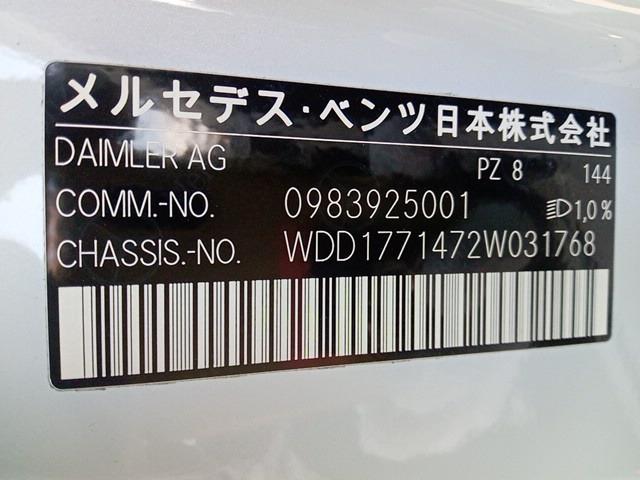 メルセデス・ベンツ日本株式会社
DAIMLER AG PZ 8 144
COMM.-NO. 0983925001 1,0%
CHASSIS.-NO. WDD1771472W031768